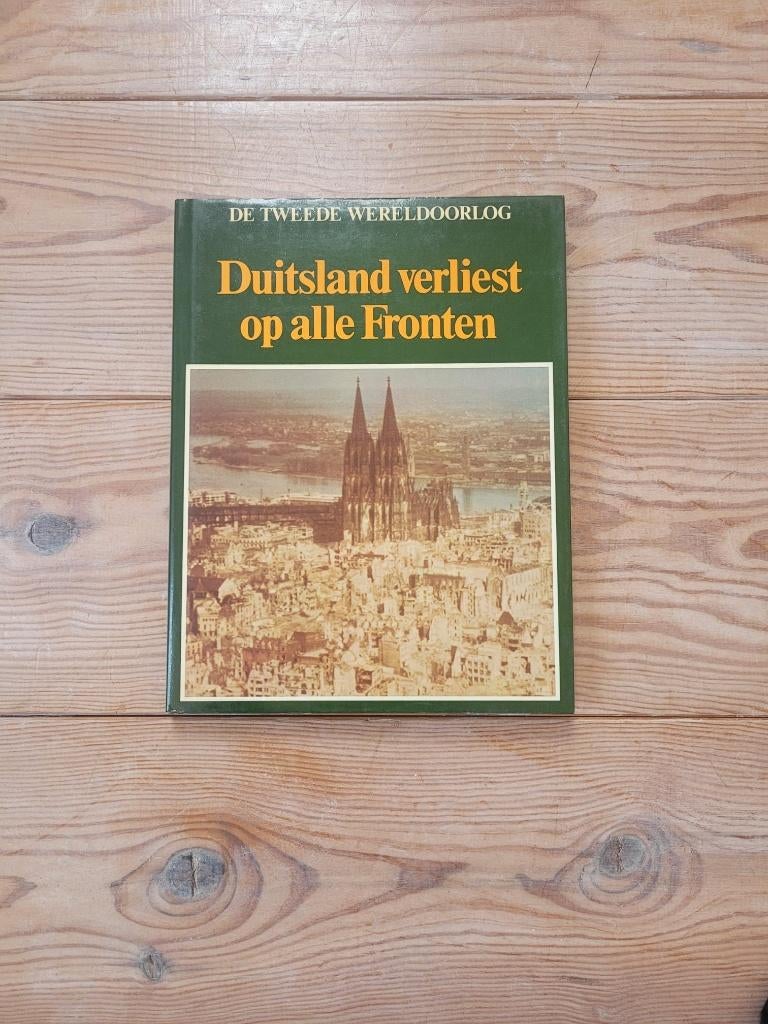 DE TWEEDE WERELDOORLOG
Duitsland verliest
op alle Fronten